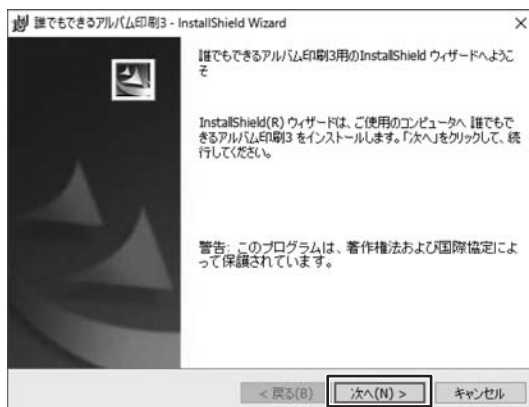 誰でもできるアルバム印刷3 - InstallShield Wizard
誰でもできるアルバム印刷3用のInstallShield ウィザードへようこ
そ
InstallShield(R) ウィザードは、ご使用のコンピュータへ 誰でもで
きるアルバム印刷3 をインストールします。「次へ」をクリックして、続
行してください。
警告: このプログラムは、著作権法および国際協定によ
って保護されています。
< 戻る(B)
次へ(N) >
キャンセル